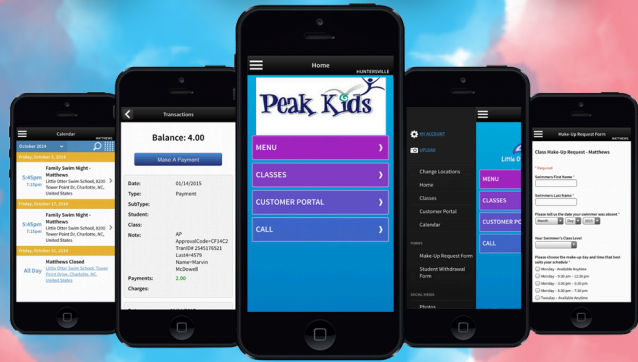 Calendar
MATTHEWS
October 2014
Friday, October 3, 2014
5:45pm
7:15pm
Family Swim Night -
Matthews
Little Otter Swim School, 8200
Tower Point Dr, Charlotte, NC,
United States
Friday, October 17, 2014
5:45pm
7:15pm
Family Swim Night -
Matthews
Little Otter Swim School, 8200
Tower Point Dr, Charlotte, NC,
United States
Friday, October 31, 2014
All Day
Matthews Closed
Little Otter Swim School, Tower
Point Drive, Charlotte, NC,
United States
Transactions
Balance: 4.00
Make A Payment
Date: 01/14/2015
Type: Payment
SubType:
Student:
Class:
Note: AP
ApprovalCode=CF14C2
TranID# 2545176521
Last#=4579
Name=Marvin
McDowell
Payments: 2.00
Charges:
Home
HUNTERSVILLE
Peak Kids
MENU
CLASSES
CUSTOMER PORTAL
CALL
MY ACCOUNT
UPLOAD
Change Locations
Home
Classes
Customer Portal
Calendar
FORMS
Make-Up Request Form
Student Withdrawal
Form
SOCIAL MEDIA
Photos
Little O
MENU
CLASSES
CUSTOMER PO
CALL
Make-Up Request Form
MATTHEWS
Class Make-Up Request - Matthews
* Required
Swimmers First Name *
Swimmers Last Name *
Please tell us the date your swimmer was absent *
Month Day 2015
Your Swimmer's Class Level
Please choose the make-up day and time that best
suits your schedule *
Monday - Available Anytime
Monday - 9:30 am - 12:30 pm
Monday - 3:30 pm - 5:30 pm
Monday - 5:30 pm - 7:30 pm
Tuesday - Available Anytime